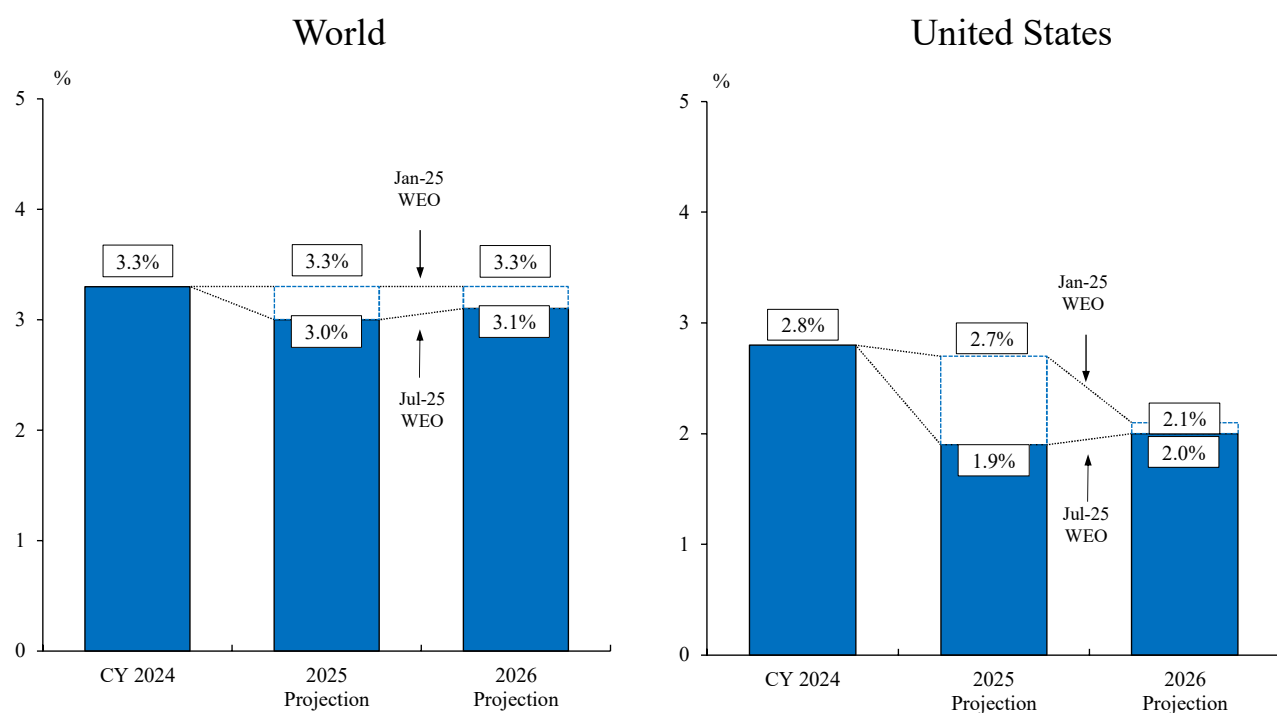 World
%
5
4
3
2
1
0
Jan-25
WEO
3.3%
3.3%
3.3%
3.0%
3.1%
Jul-25
WEO
CY 2024
2025
Projection
2026
Projection
United States
%
5
4
3
2
1
0
Jan-25
WEO
2.8%
2.7%
2.1%
1.9%
2.0%
Jul-25
WEO
CY 2024
2025
Projection
2026
Projection